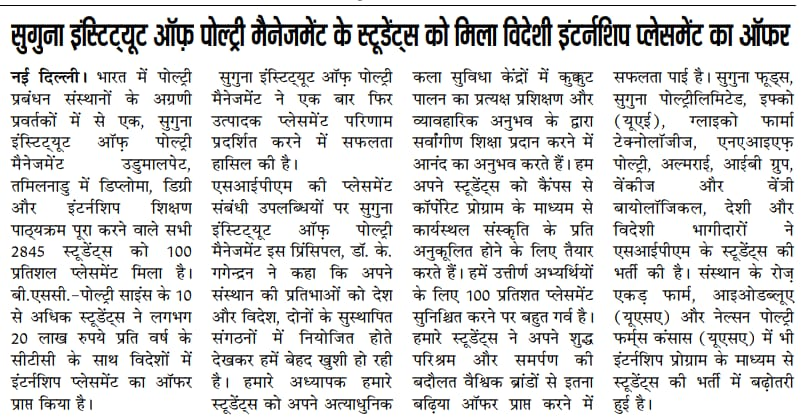 सुगुना इंस्टिट्यूट ऑफ़ पोल्ट्री मैनेजमेंट के स्टूडेंट्स को मिला विदेशी इंटर्नशिप प्लेसमेंट का ऑफर
नई दिल्ली। भारत में पोल्ट्री
प्रबंधन संस्थानों के अग्रणी
प्रवर्तकों में से एक, सुगुना
इंस्टिट्यूट ऑफ़ पोल्ट्री
मैनेजमेंट उडुमालपेट,
तमिलनाडु में डिप्लोमा, डिग्री
और इंटर्नशिप शिक्षण
पाठ्यक्रम पूरा करने वाले सभी
2845 स्टूडेंट्स को 100
प्रतिशल प्लेसमेंट मिला है।
बी.एससी.-पोल्ट्री साइंस के 10
से अधिक स्टूडेंट्स ने लगभग
20 लाख रुपये प्रति वर्ष के
सीटीसी के साथ विदेशों में
इंटर्नशिप प्लेसमेंट का ऑफर
प्राप्त किया है।
सुगुना इंस्टिट्यूट ऑफ़ पोल्ट्री
मैनेजमेंट ने एक बार फिर
उत्पादक प्लेसमेंट परिणाम
प्रदर्शित करने में सफलता
हासिल की है।
एसआईपीएम की प्लेसमेंट
संबंधी उपलब्धियों पर सुगुना
इंस्टिट्यूट ऑफ़ पोल्ट्री
मैनेजमेंट इस प्रिंसिपल, डॉ. के.
गगेन्द्रन ने कहा कि अपने
संस्थान की प्रतिभाओं को देश
और विदेश, दोनों के सुस्थापित
संगठनों में नियोजित होते
देखकर हमें बेहद खुशी हो रही
है। हमारे अध्यापक हमारे
स्टूडेंट्स को अपने अत्याधुनिक
कला सुविधा केंद्रों में कुक्कुट
पालन का प्रत्यक्ष प्रशिक्षण और
व्यावहारिक अनुभव के द्वारा
सर्वांगीण शिक्षा प्रदान करने में
आनंद का अनुभव करते हैं। हम
अपने स्टूडेंट्स को कैंपस से
कॉर्पोरेट प्रोग्राम के माध्यम से
कार्यस्थल संस्कृति के प्रति
अनुकूलित होने के लिए तैयार
करते हैं। हमें उत्तीर्ण अभ्यर्थियों
के लिए 100 प्रतिशत प्लेसमेंट
सुनिश्चित करने पर बहुत गर्व है।
हमारे स्टूडेंट्स ने अपने शुद्ध
परिश्रम और समर्पण की
बदौलत वैश्विक ब्रांडों से इतना
बढ़िया ऑफर प्राप्त करने में
सफलता पाई है। सुगुना फूड्स,
सुगुना पोल्ट्रीलिमिटेड, इफ्को
(यूएई), ग्लाइको फार्मा
टेक्नोलॉजीज, एनएआइएफ़
पोल्ट्री, अल्मराई, आईबी ग्रुप,
वेंकीज और वेंत्री
बायोलॉजिकल, देशी और
विदेशी भागीदारों ने
एसआईपीएम के स्टूडेंट्स की
भर्ती की है। संस्थान के रोज़
एकड़ फार्म, आइओडब्लूए
(यूएसए) और नेल्सन पोल्ट्री
फर्म्स कंसास (यूएसए) में भी
इंटर्नशिप प्रोग्राम के माध्यम से
स्टूडेंट्स की भर्ती में बढ़ोतरी
हुई है।